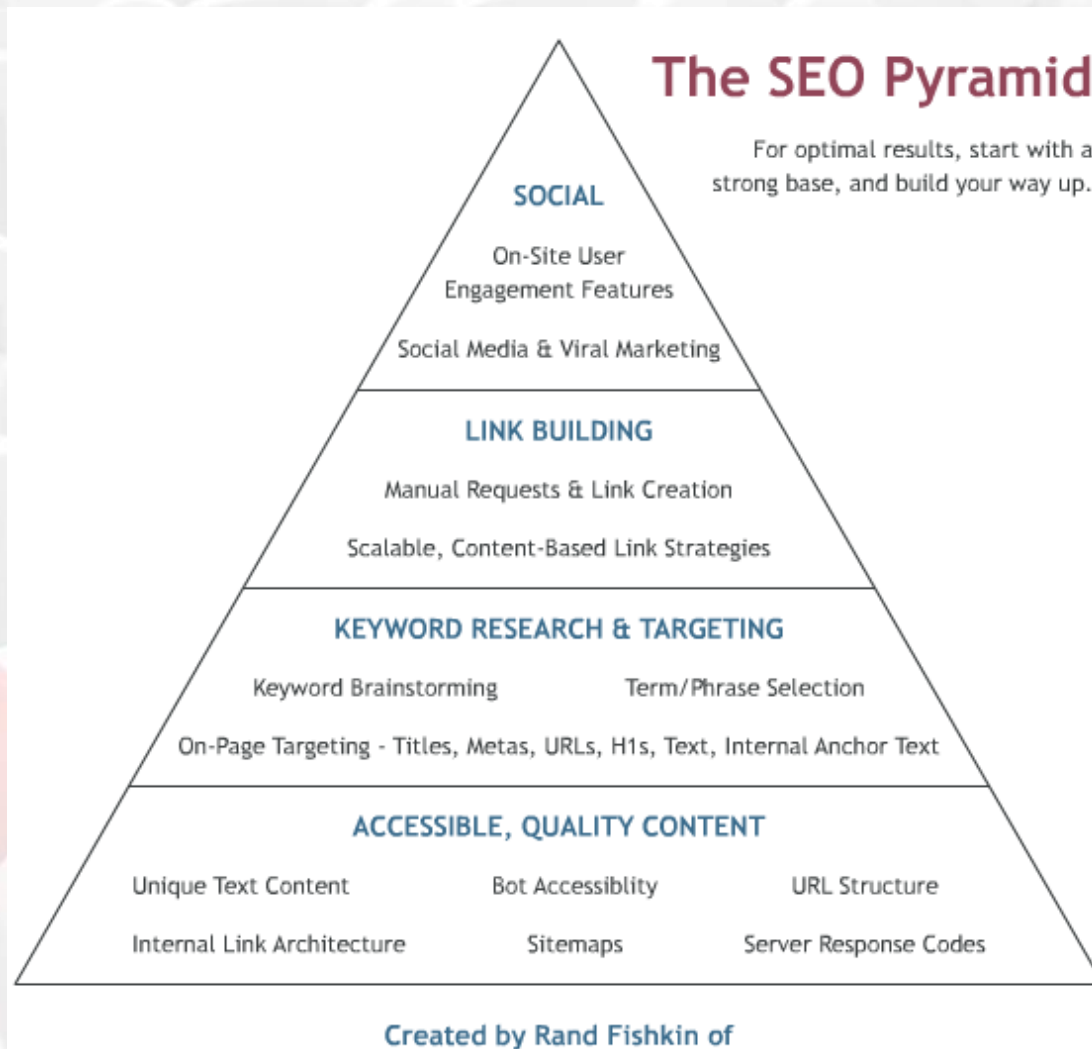 The SEO Pyramid
For optimal results, start with a
strong base, and build your way up.
SOCIAL
On-Site User
Engagement Features
Social Media & Viral Marketing
LINK BUILDING
Manual Requests & Link Creation
Scalable, Content-Based Link Strategies
KEYWORD RESEARCH & TARGETING
Keyword Brainstorming Term/Phrase Selection
On-Page Targeting - Titles, Metas, URLs, H1s, Text, Internal Anchor Text
ACCESSIBLE, QUALITY CONTENT
Unique Text Content Bot Accessiblity URL Structure
Internal Link Architecture Sitemaps Server Response Codes
Created by Rand Fishkin of